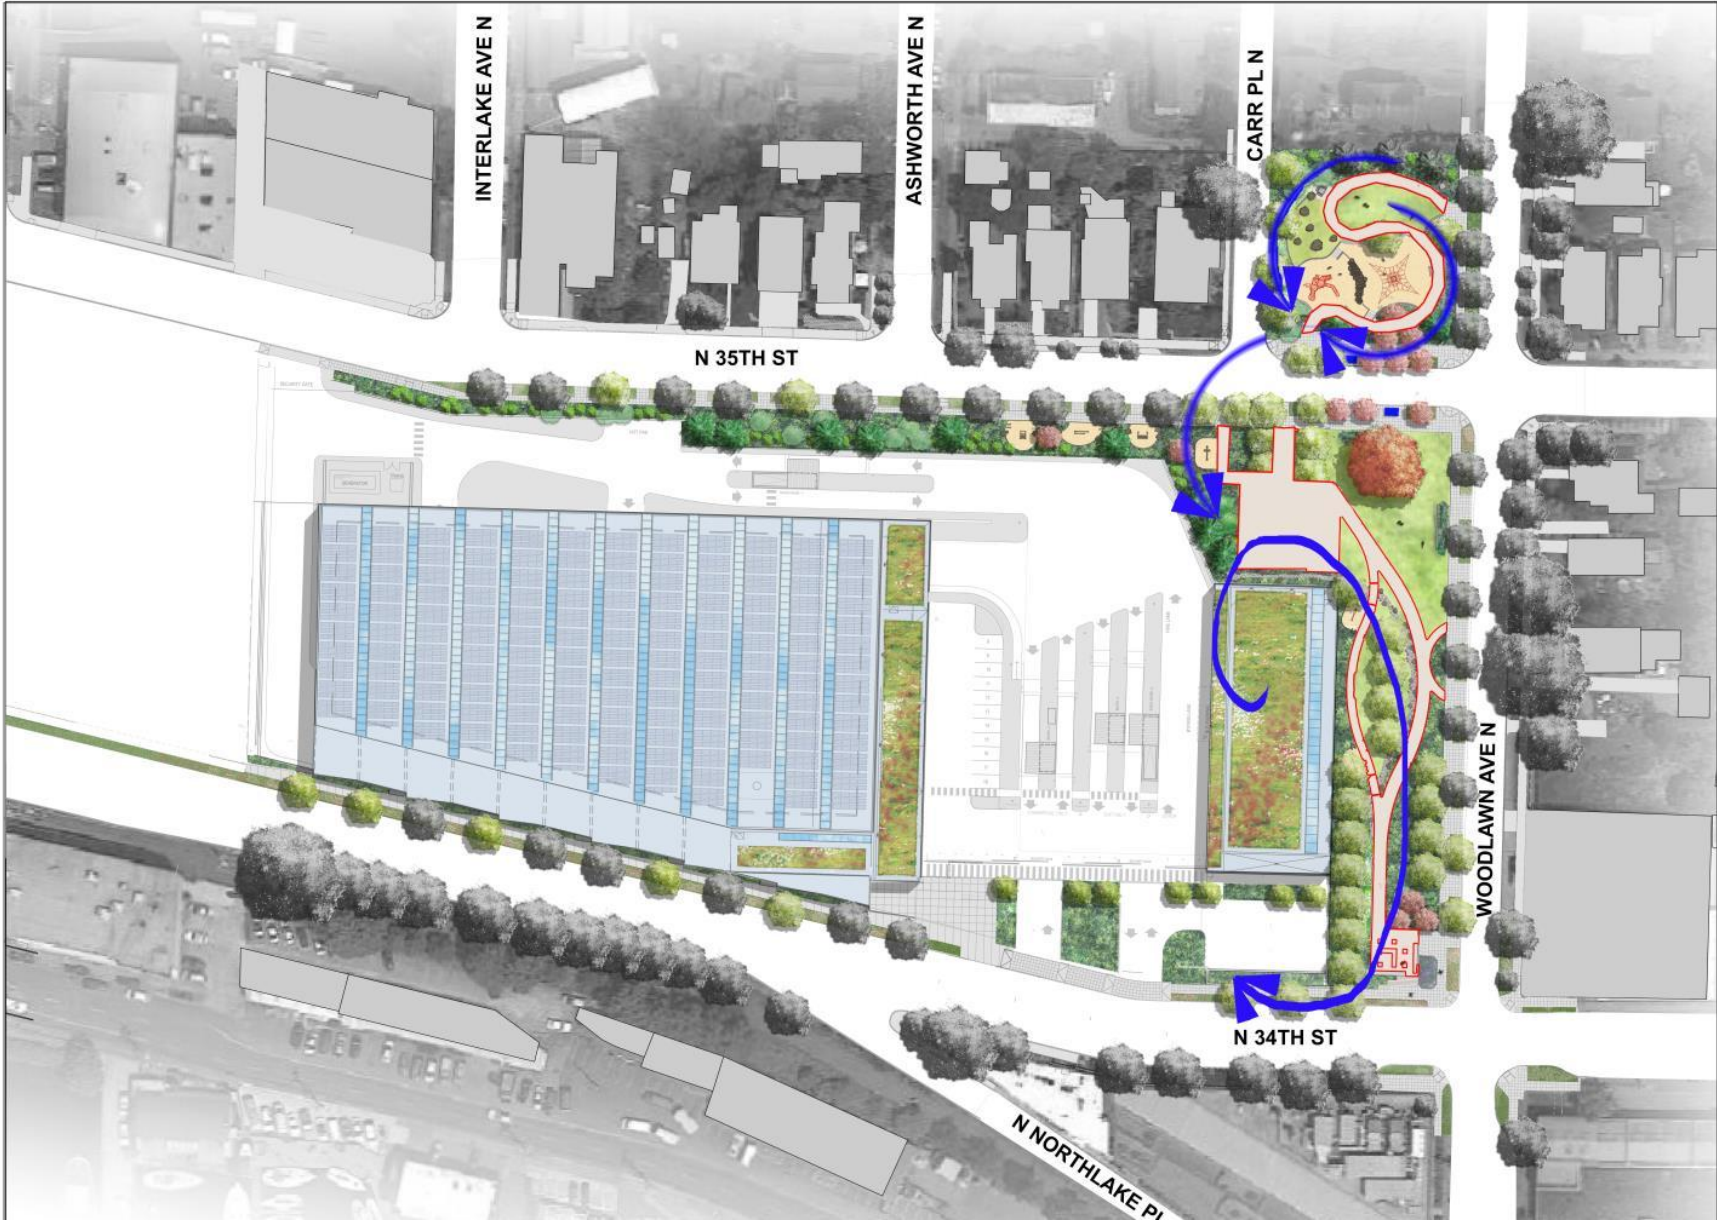 INTERLAKE AVE N
ASHWORTH AVE N
CARR PL N
N 35TH ST
WOODLAWN AVE N
N 34TH ST
N NORTHLAKE PL